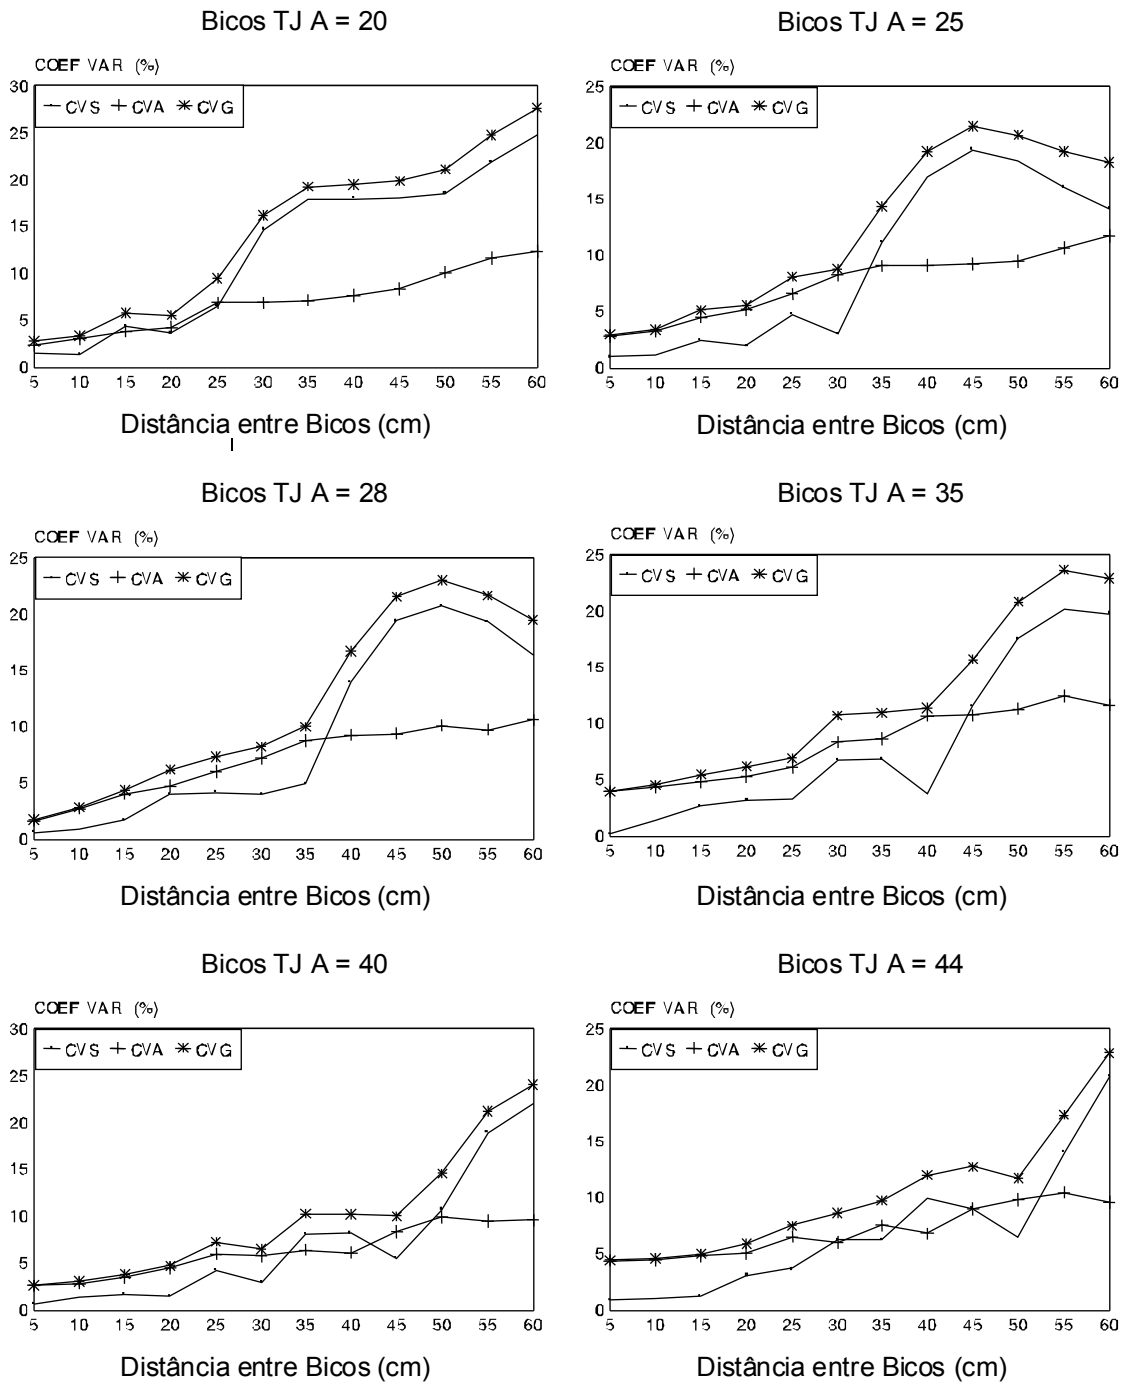 Bicos TJ A = 20
COEF VAR (%)
CVS CVA CVG
30
25
20
15
10
5
0
5 10 15 20 25 30 35 40 45 50 55 60
Distância entre Bicos (cm)
Bicos TJ A = 25
COEF VAR (%)
CVS CVA CVG
25
20
15
10
5
0
5 10 15 20 25 30 35 40 45 50 55 60
Distância entre Bicos (cm)
Bicos TJ A = 28
COEF VAR (%)
CVS CVA CVG
25
20
15
10
5
0
5 10 15 20 25 30 35 40 45 50 55 60
Distância entre Bicos (cm)
Bicos TJ A = 35
COEF VAR (%)
CVS CVA CVG
25
20
15
10
5
0
5 10 15 20 25 30 35 40 45 50 55 60
Distância entre Bicos (cm)
Bicos TJ A = 40
COEF VAR (%)
CVS CVA CVG
30
25
20
15
10
5
0
5 10 15 20 25 30 35 40 45 50 55 60
Distância entre Bicos (cm)
Bicos TJ A = 44
COEF VAR (%)
CVS CVA CVG
25
20
15
10
5
0
5 10 15 20 25 30 35 40 45 50 55 60
Distância entre Bicos (cm)